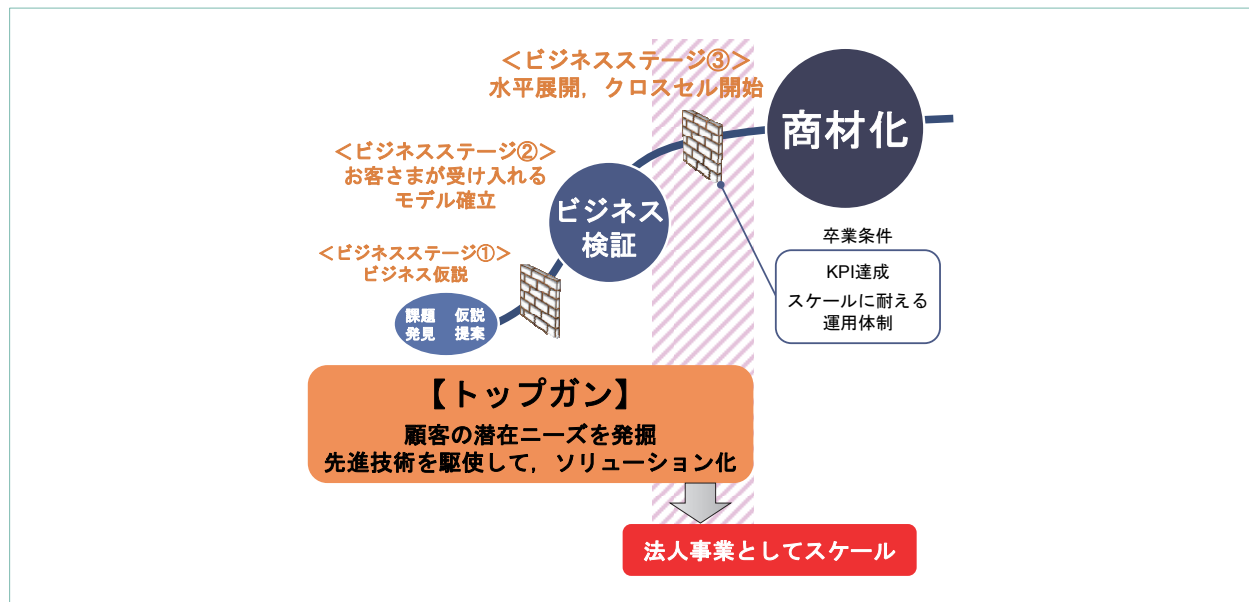 ＜ビジネスステージ③＞
水平展開，クロスセル開始
商材化
＜ビジネスステージ②＞
お客さまが受け入れる
モデル確立
ビジネス
検証
＜ビジネスステージ①＞
ビジネス仮説
課題 仮説
発見 提案
卒業条件
KPI達成
スケールに耐える
運用体制
【トップガン】
顧客の潜在ニーズを発掘
先進技術を駆使して，ソリューション化
法人事業としてスケール